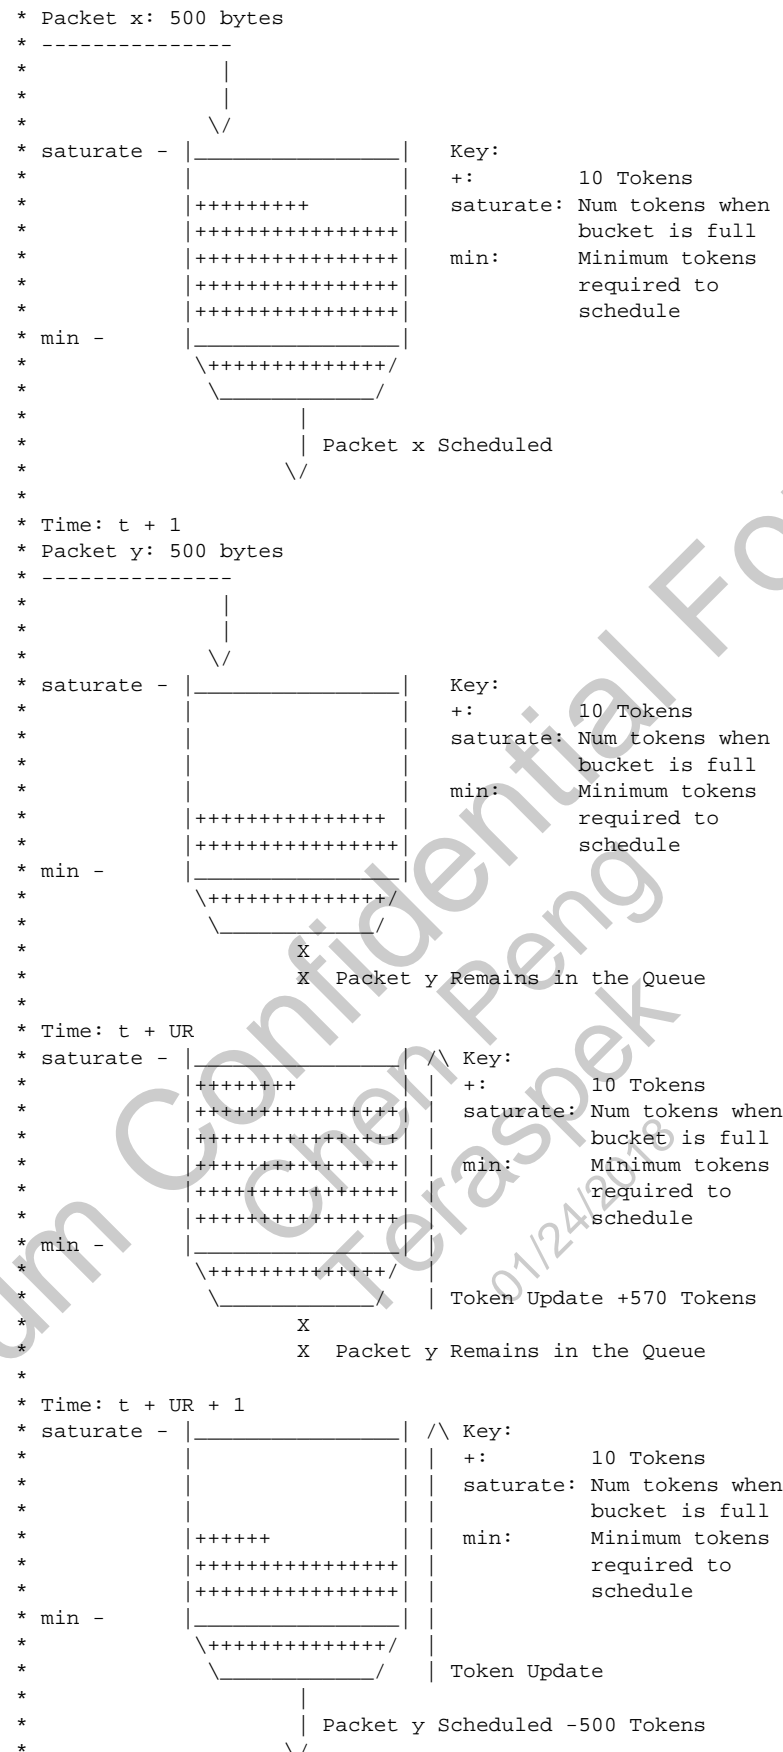 * Packet x: 500 bytes
* ---------------
*                |
*                |
*               \/
* saturate - |________________|   Key:
*            |                |   +:        10 Tokens
*            |+++++++++       |   saturate: Num tokens when
*            |++++++++++++++++|             bucket is full
*            |++++++++++++++++|   min:      Minimum tokens
*            |++++++++++++++++|             required to
*            |++++++++++++++++|             schedule
* min -      |________________|
*             \++++++++++++++/
*              \____________/
*                     |
*                     | Packet x Scheduled
*                    \/
*
* Time: t + 1
* Packet y: 500 bytes
* ---------------
*                |
*                |
*               \/
* saturate - |________________|   Key:
*            |                |   +:        10 Tokens
*            |                |   saturate: Num tokens when
*            |                |             bucket is full
*            |                |   min:      Minimum tokens
*            |+++++++++++++++ |             required to
*            |++++++++++++++++|             schedule
* min -      |________________|
*             \++++++++++++++/
*              \____________/
*                     X
*                     X  Packet y Remains in the Queue
*
* Time: t + UR
* saturate - |________________| /\ Key:
*            |++++++++        | |  +:        10 Tokens
*            |++++++++++++++++| |  saturate: Num tokens when
*            |++++++++++++++++| |            bucket is full
*            |++++++++++++++++| |  min:      Minimum tokens
*            |++++++++++++++++| |            required to
*            |++++++++++++++++| |            schedule
* min -      |________________| |
*             \++++++++++++++/  |
*              \____________/   | Token Update +570 Tokens
*                     X
*                     X  Packet y Remains in the Queue
*
* Time: t + UR + 1
* saturate - |________________| /\ Key:
*            |                | |  +:        10 Tokens
*            |                | |  saturate: Num tokens when
*            |                | |            bucket is full
*            |++++++          | |  min:      Minimum tokens
*            |++++++++++++++++| |            required to
*            |++++++++++++++++| |            schedule
* min -      |________________| |
*             \++++++++++++++/  |
*              \____________/   | Token Update
*                     |
*                     | Packet y Scheduled -500 Tokens
*                    \/
um Confidential Fo
Chen Peng
Teraspek
01/24/2018